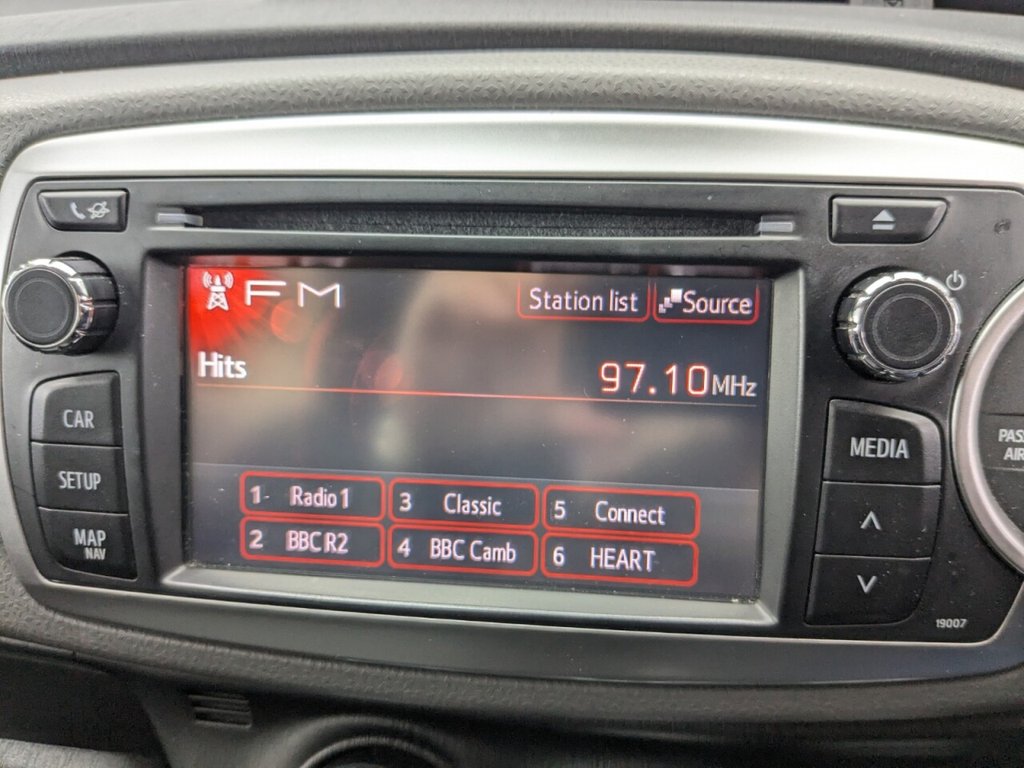 FM
Station list
Source
Hits
97.10MHz
1 Radio 1
3 Classic
5 Connect
2 BBC R2
4 BBC Camb
6 HEART
CAR
SETUP
MAP
NAV
MEDIA
19007